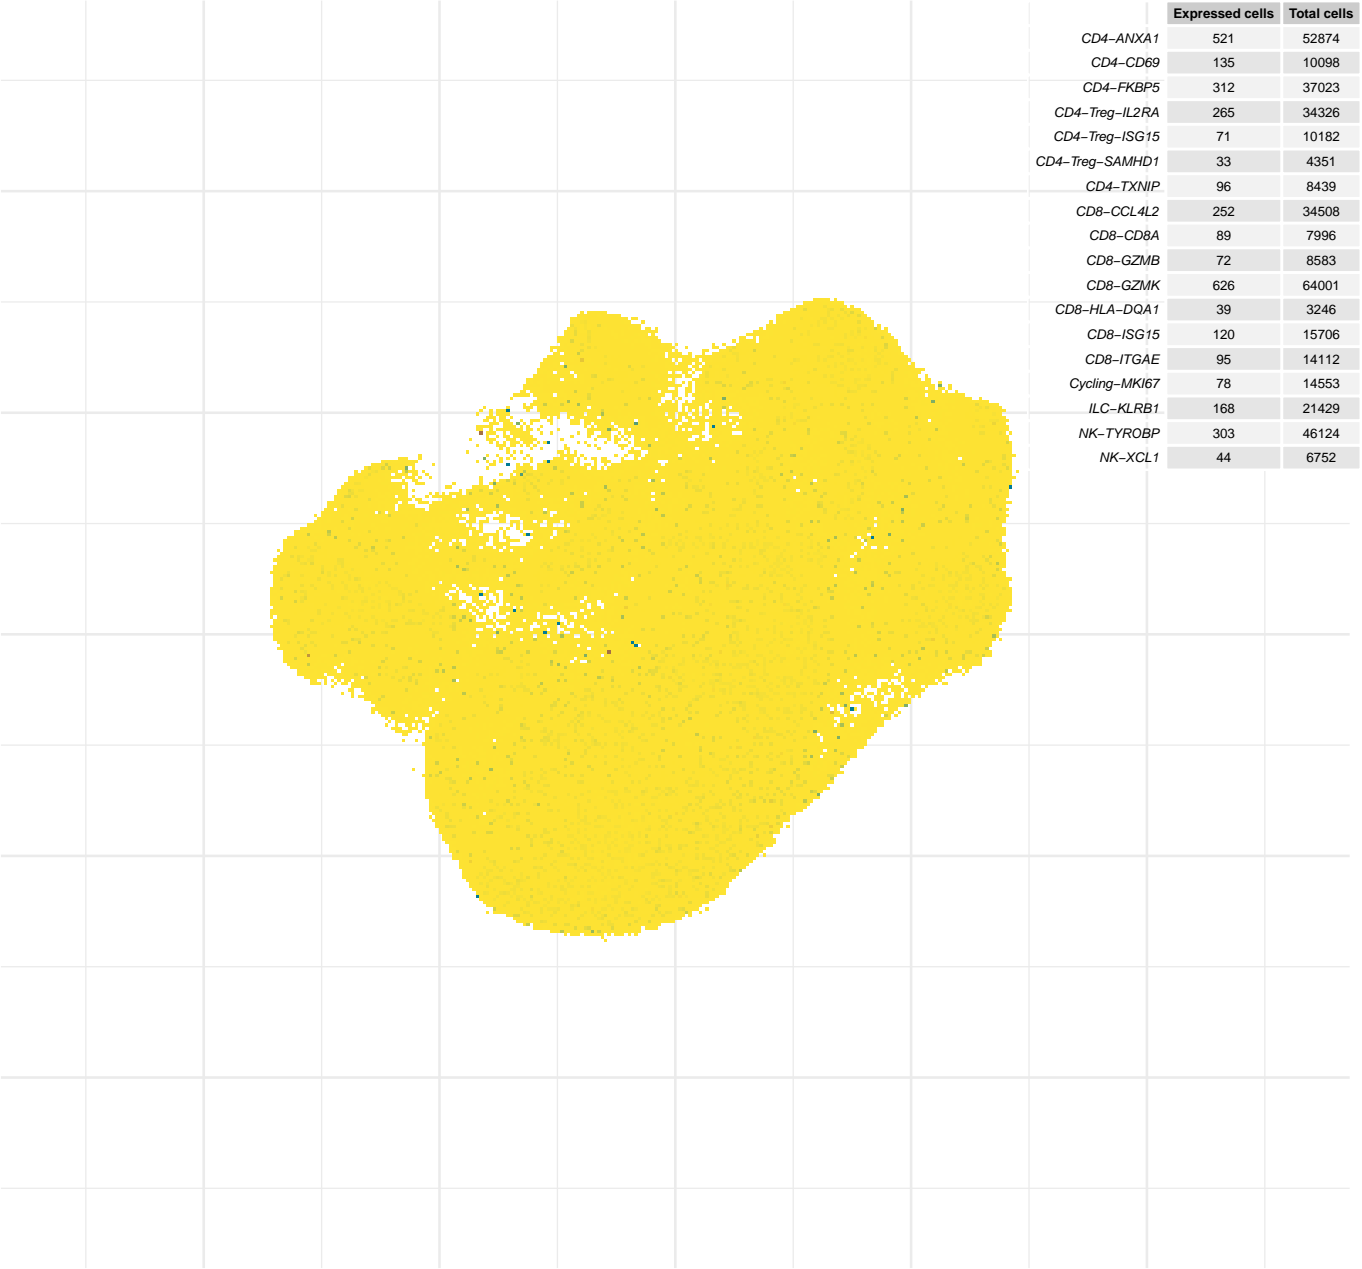 Expressed cells Total cells
CD4−ANXA1 521 52874
CD4−CD69 135 10098
CD4−FKBP5 312 37023
CD4−Treg−IL2RA 265 34326
CD4−Treg−ISG15 71 10182
CD4−Treg−SAMHD1 33 4351
CD4−TXNIP 96 8439
CD8−CCL4L2 252 34508
CD8−CD8A 89 7996
CD8−GZMB 72 8583
CD8−GZMK 626 64001
CD8−HLA−DQA1 39 3246
CD8−ISG15 120 15706
CD8−ITGAE 95 14112
Cycling−MKI67 78 14553
ILC−KLRB1 168 21429
NK−TYROBP 303 46124
NK−XCL1 44 6752